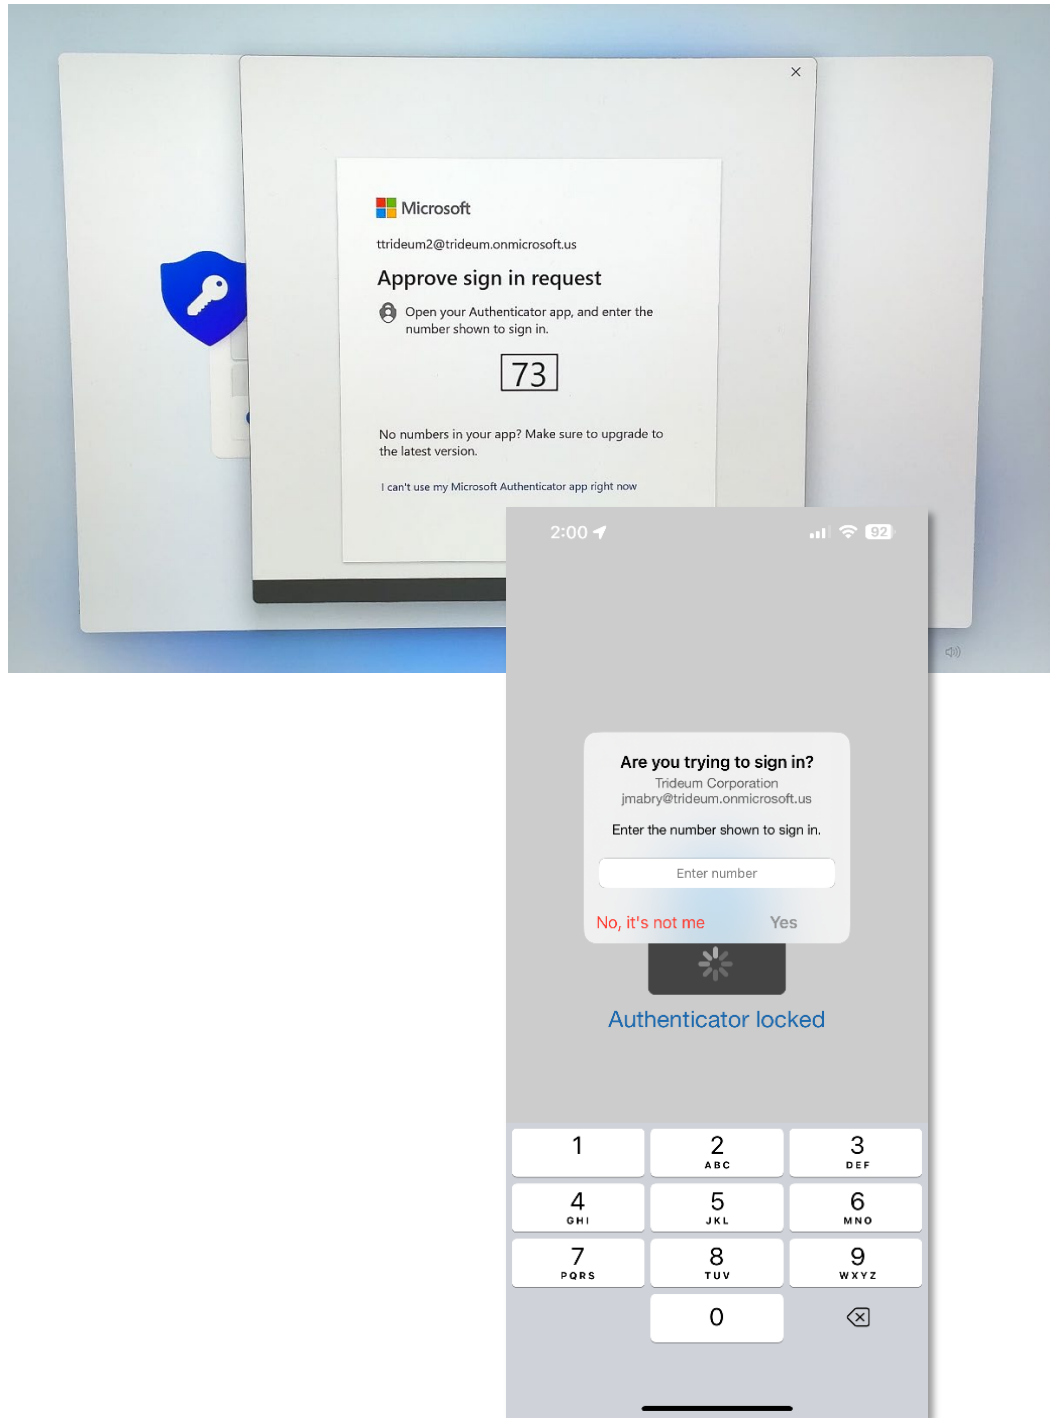 Microsoft
ttrideum2@trideum.onmicrosoft.us
Approve sign in request
Open your Authenticator app, and enter the
number shown to sign in.
73
No numbers in your app? Make sure to upgrade to
the latest version.
I can't use my Microsoft Authenticator app right now
2:00
92
Are you trying to sign in?
Trideum Corporation
jmabry@trideum.onmicrosoft.us
Enter the number shown to sign in.
Enter number
No, it's not me Yes
Authenticator locked
1 2 3
ABC DEF
4 5 6
GHI JKL MNO
7 8 9
PQRS TUV WXYZ
0